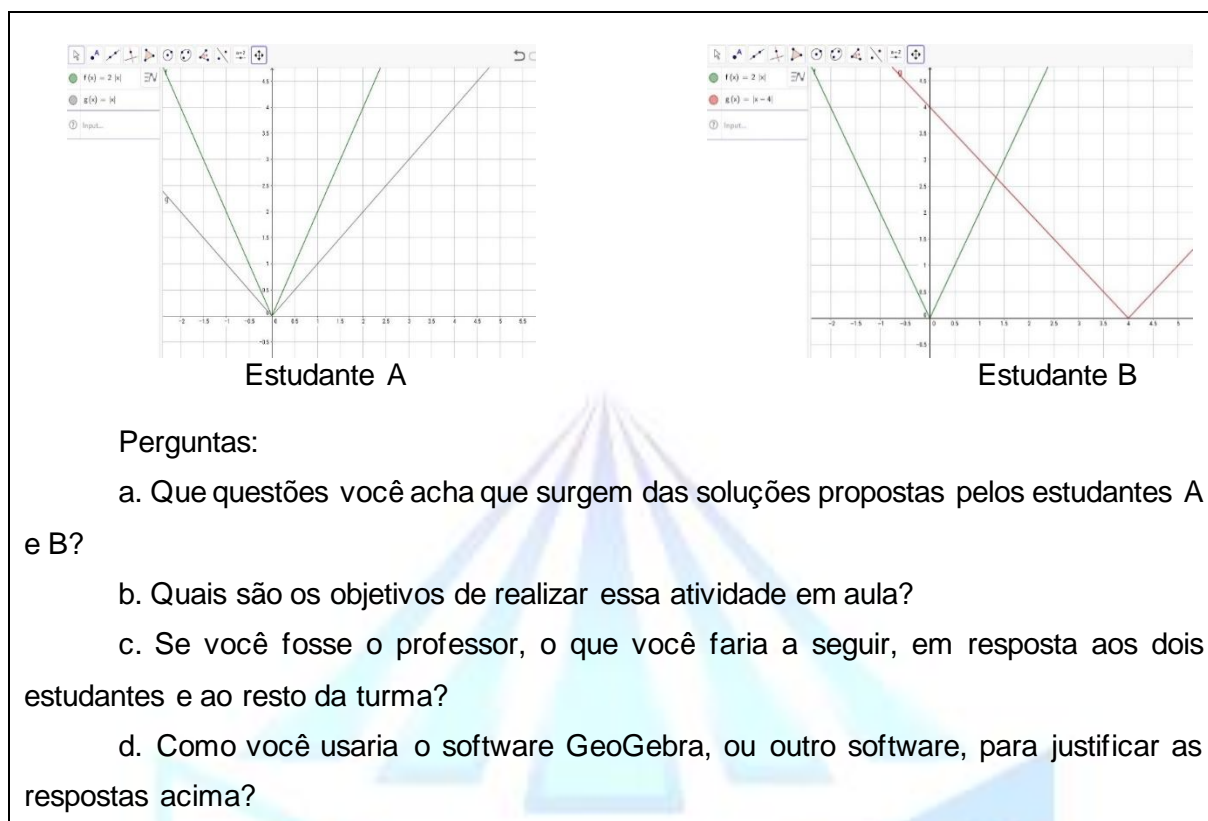 f(x) = 2 |x|
g(x) = |x|
Input...
f(x) = 2 |x|
g(x) = |x − 4|
Input...
Estudante A
Estudante B
Perguntas:
a. Que questões você acha que surgem das soluções propostas pelos estudantes A
e B?
b. Quais são os objetivos de realizar essa atividade em aula?
c. Se você fosse o professor, o que você faria a seguir, em resposta aos dois
estudantes e ao resto da turma?
d. Como você usaria o software GeoGebra, ou outro software, para justificar as
respostas acima?